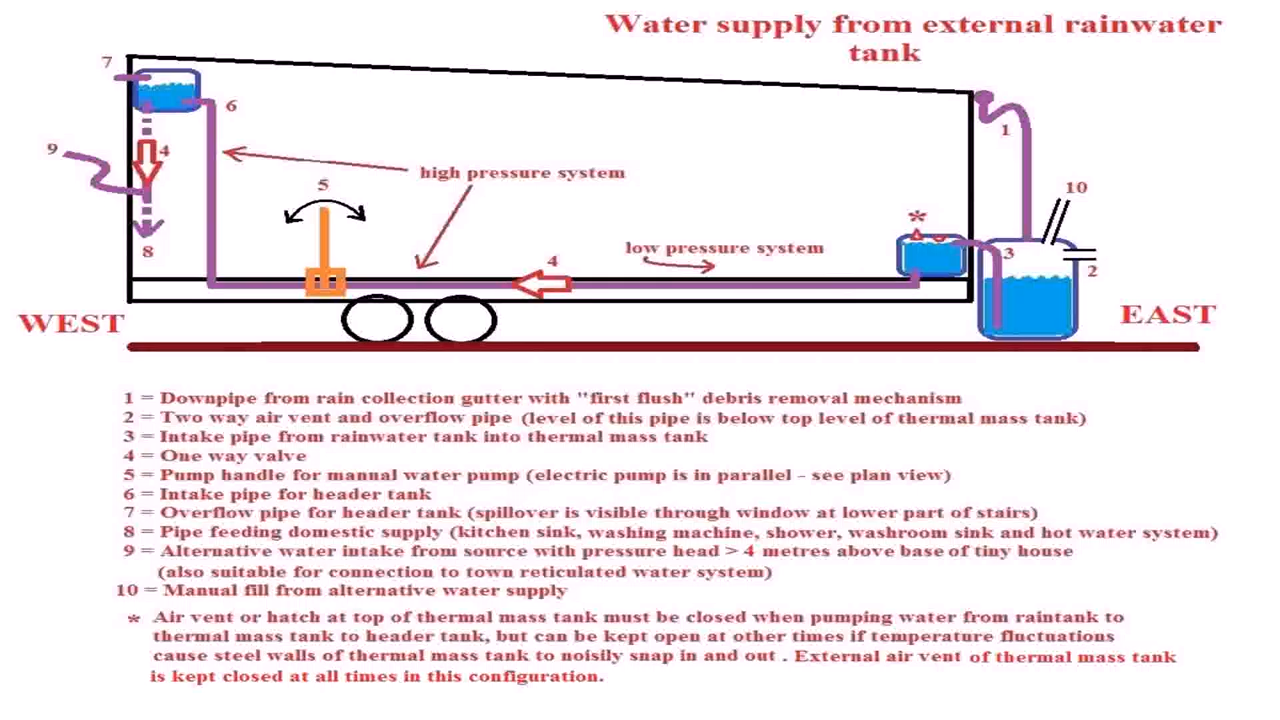 Water supply from external rainwater
tank
7
6
1
9
4
high pressure system
5
10
*
8
low pressure system
4
3
2
WEST
EAST
1 = Downpipe from rain collection gutter with "first flush" debris removal mechanism
2 = Two way air vent and overflow pipe (level of this pipe is below top level of thermal mass tank)
3 = Intake pipe from rainwater tank into thermal mass tank
4 = One way valve
5 = Pump handle for manual water pump (electric pump is in parallel - see plan view)
6 = Intake pipe for header tank
7 = Overflow pipe for header tank (spillover is visible through window at lower part of stairs)
8 = Pipe feeding domestic supply (kitchen sink, washing machine, shower, washroom sink and hot water system)
9 = Alternative water intake from source with pressure head > 4 metres above base of tiny house
(also suitable for connection to town reticulated water system)
10 = Manual fill from alternative water supply
* Air vent or hatch at top of thermal mass tank must be closed when pumping water from raintank to
thermal mass tank to header tank, but can be kept open at other times if temperature fluctuations
cause steel walls of thermal mass tank to noisily snap in and out . External air vent of thermal mass tank
is kept closed at all times in this configuration.